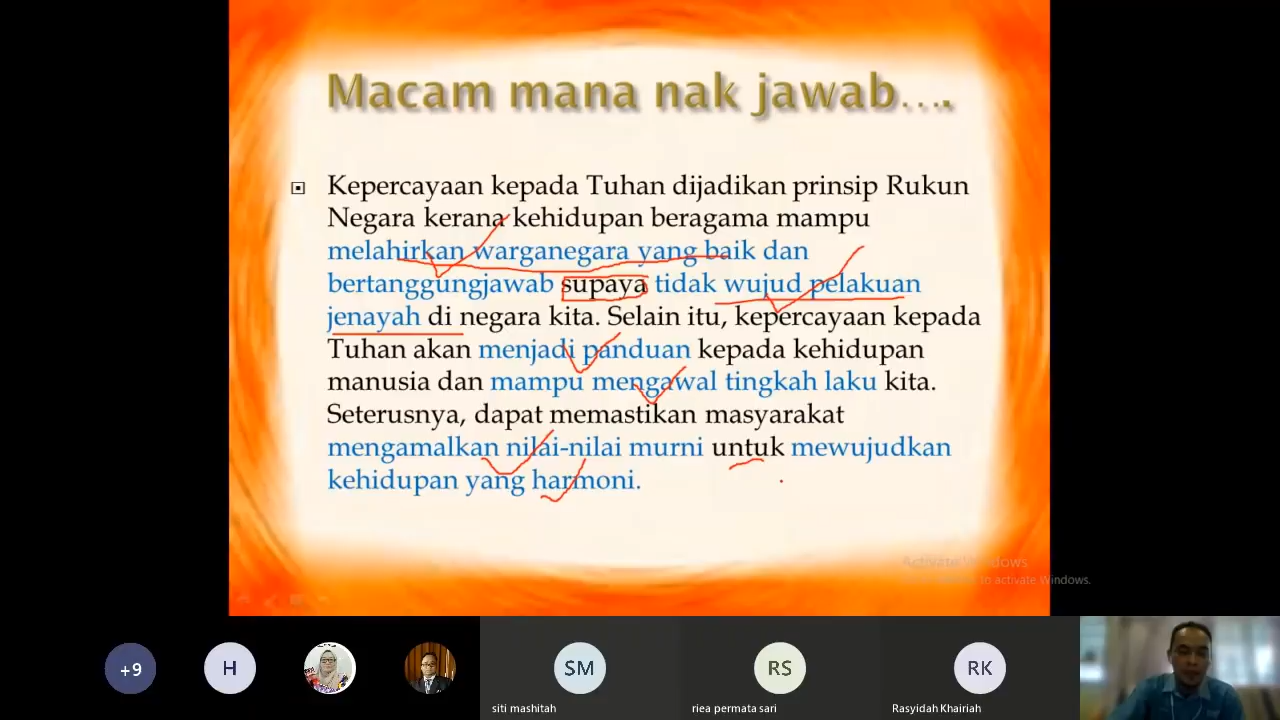 Macam mana nak jawab….
Kepercayaan kepada Tuhan dijadikan prinsip Rukun
Negara kerana kehidupan beragama mampu
melahirkan warganegara yang baik dan
bertanggungjawab supaya tidak wujud pelakuan
jenayah di negara kita. Selain itu, kepercayaan kepada
Tuhan akan menjadi panduan kepada kehidupan
manusia dan mampu mengawal tingkah laku kita.
Seterusnya, dapat memastikan masyarakat
mengamalkan nilai-nilai murni untuk mewujudkan
kehidupan yang harmoni.
Activate Windows
to activate Windows.
+9
H
SM
RS
RK
siti mashitah
riea permata sari
Rasyidah Khairiah